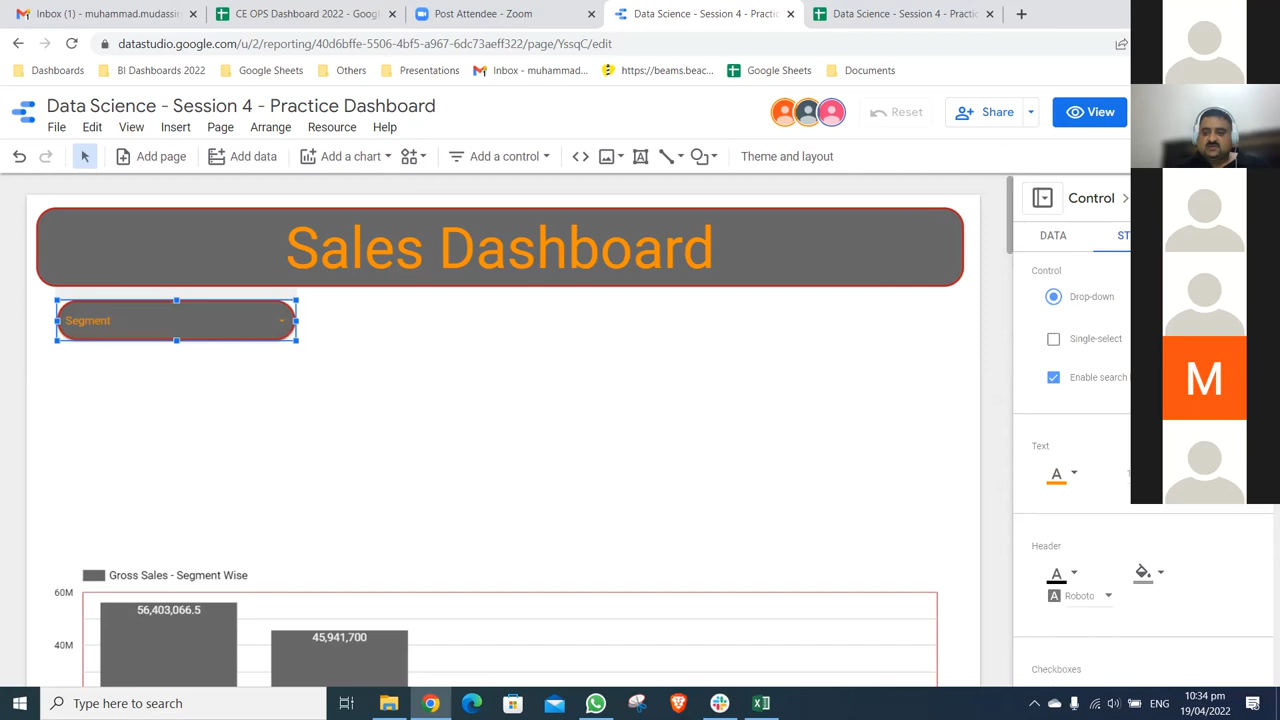 Inbox (1) - muhammad.mudassir
CE OPS Dashboard 2022 - Goog
Post Attendee - Zoom
Data Science - Session 4 - Practic
Data Science - Session 4 - Practic
datastudio.google.com/u/2/reporting/40d6bffe-5506-4bf5-a967-6dc73aeff322/page/YssqC/edit
Dashboards
BI Dashboards 2022
Google Sheets
Others
Presentations
Inbox - muhammad...
https://beams.beac...
Google Sheets
Documents
Data Science - Session 4 - Practice Dashboard
Reset
Share
View
File Edit View Insert Page Arrange Resource Help
Add page
Add data
Add a chart
Add a control
Theme and layout
Sales Dashboard
Segment
Gross Sales - Segment Wise
60M
56,403,066.5
45,941,700
40M
Control
DATA
ST
Control
Drop-down
Single-select
Enable search
Text
Header
Roboto
Checkboxes
M
Type here to search
ENG
10:34 pm
19/04/2022